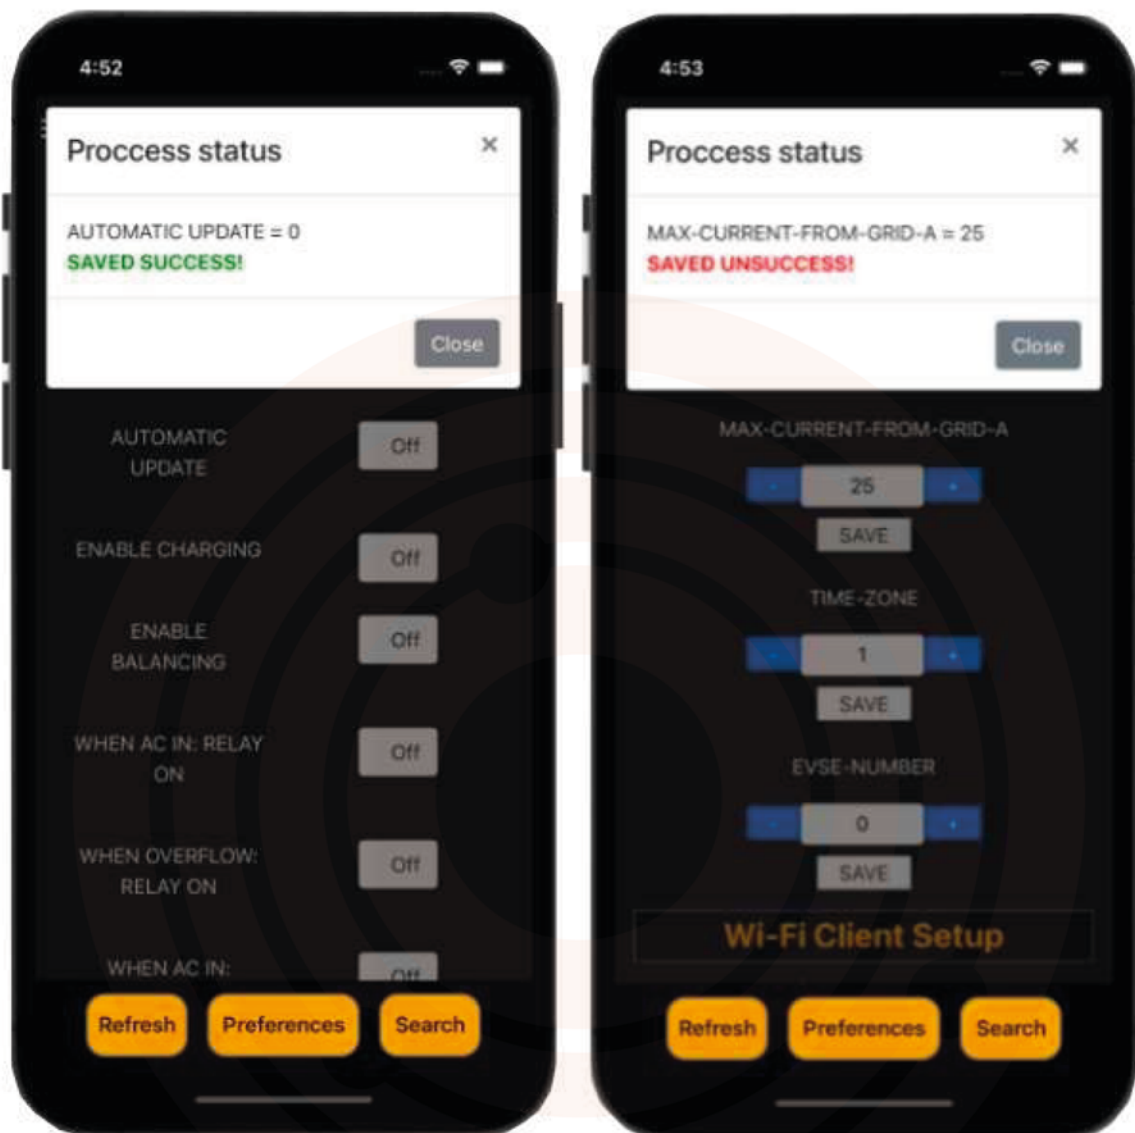 4:52
Proccess status ×
AUTOMATIC UPDATE = 0
SAVED SUCCESS!
Close
AUTOMATIC
UPDATE
Off
ENABLE CHARGING
Off
ENABLE
BALANCING
Off
WHEN AC IN: RELAY
ON
Off
WHEN OVERFLOW:
RELAY ON
Off
WHEN AC IN:
Off
Refresh Preferences Search
4:53
Proccess status ×
MAX-CURRENT-FROM-GRID-A = 25
SAVED UNSUCCESS!
Close
MAX-CURRENT-FROM-GRID-A
- 25 +
SAVE
TIME-ZONE
- 1 +
SAVE
EVSE-NUMBER
- 0 +
SAVE
Wi-Fi Client Setup
Refresh Preferences Search